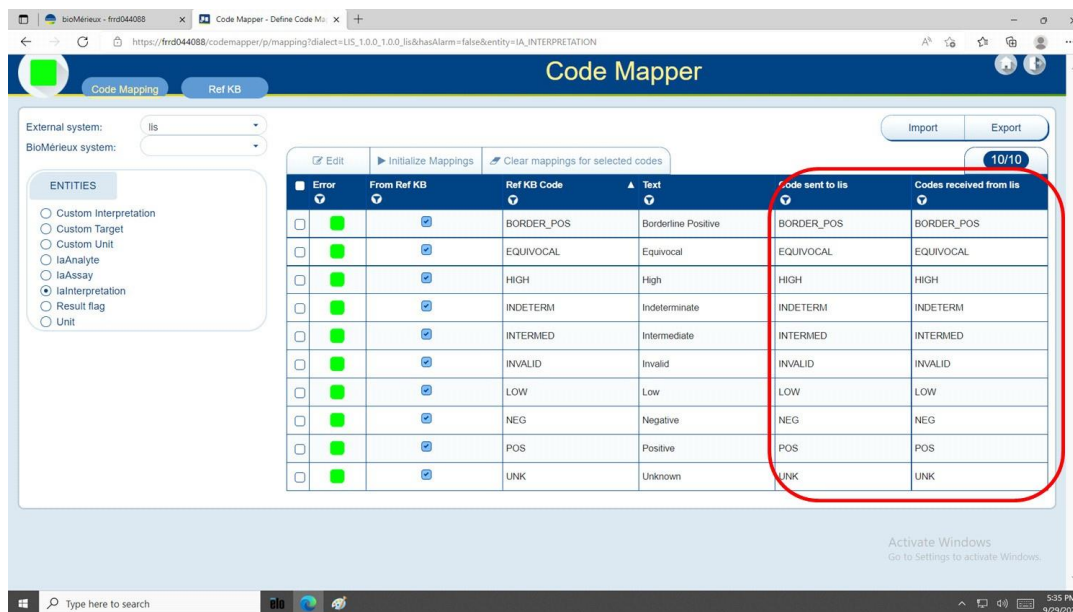 bioMérieux - frrd044088
Code Mapper - Define Code Ma
https://frrd044088/codemapper/p/mapping?dialect=LIS_1.0.0_1.0.0_lis&hasAlarm=false&entity=IA_INTERPRETATION
Code Mapper
Code Mapping Ref KB
External system: lis
BioMérieux system:
Import Export
Edit Initialize Mappings Clear mappings for selected codes 10/10
ENTITIES
Custom Interpretation
Custom Target
Custom Unit
IaAnalyte
IaAssay
IaInterpretation
Result flag
Unit
Error From Ref KB Ref KB Code Text Code sent to lis Codes received from lis
BORDER_POS Borderline Positive BORDER_POS BORDER_POS
EQUIVOCAL Equivocal EQUIVOCAL EQUIVOCAL
HIGH High HIGH HIGH
INDETERM Indeterminate INDETERM INDETERM
INTERMED Intermediate INTERMED INTERMED
INVALID Invalid INVALID INVALID
LOW Low LOW LOW
NEG Negative NEG NEG
POS Positive POS POS
UNK Unknown UNK UNK
Activate Windows
Go to Settings to activate Windows.
Type here to search
elo
5:35 PM